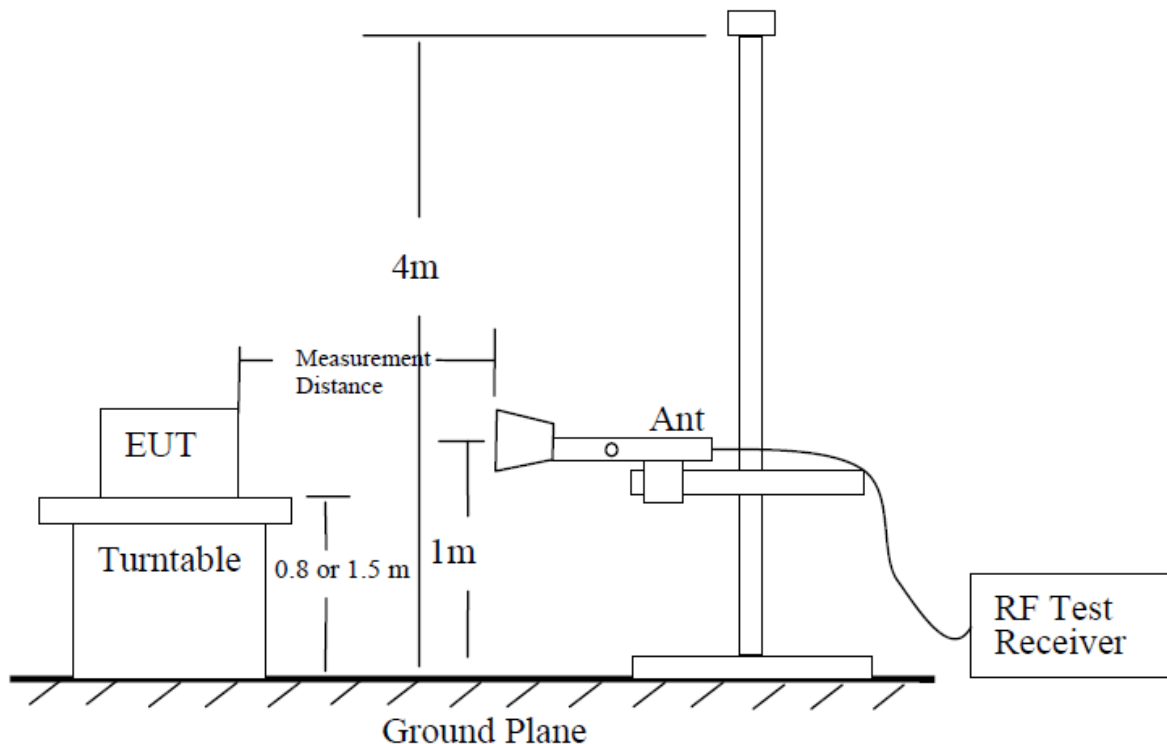 4m
Measurement
Distance
EUT
Ant
Turntable
0.8 or 1.5 m
1m
RF Test
Receiver
Ground Plane